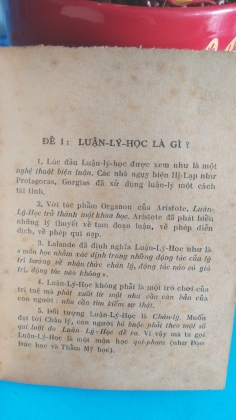 ĐỀ I: LUẬN-LÝ-HỌC LÀ GÌ ?
1. Lúc đầu Luận-lý-học được xem như là một
nghệ thuật biện luận. Các nhà ngụy biện Hy-Lạp như
Protagoras, Gorgias đã sử dụng luận-lý một cách
tài tình.
2. Với tác phẩm Organon của Aristote, Luận-
Lý-Học trở thành một khoa học. Aristote đã phát biểu
những lý thuyết về tam đoạn luận, về phép diễn
dịch, về phép quy nạp.
3. Lalande đã định nghĩa Luận-Lý-Học như là
« môn học nhằm xác định trong những động tác của lý
trí hướng về nhận thức chân lý, động tác nào có giá
trị, động tác nào không ».
4. Luận-Lý-Học không phải là một trò chơi của
trí tuệ mà phát xuất từ một nhu cầu căn bản của
con người : nhu cầu tìm kiếm sự thật.
5. Đối tượng Luận-Lý-Học là Chân-lý. Muốn
đạt tới Chân lý, con người bó buộc phải theo một số
qui luật do Luận - Lý - Học đề ra. Vì vậy mà ta gọi
Luận-Lý-Học là một môn học qui-phạm (như Đạo
Đức học và Thẩm Mỹ học).